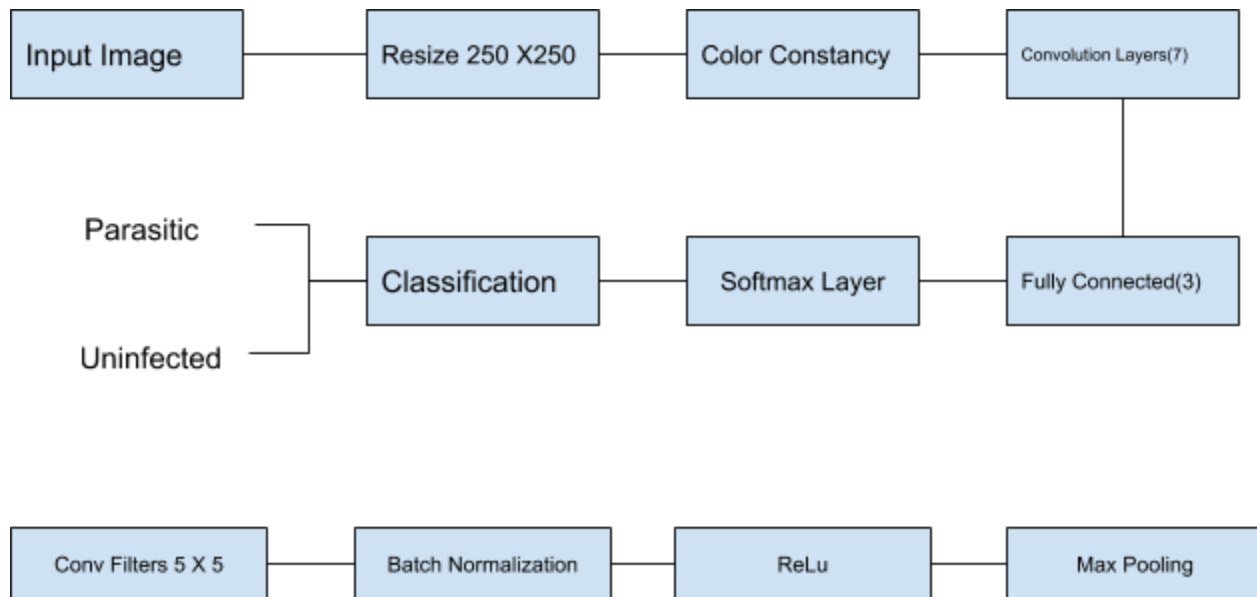 Input Image
Resize 250 X250
Color Constancy
Convolution Layers(7)
Parasitic
Classification
Softmax Layer
Fully Connected(3)
Uninfected
Conv Filters 5 X 5
Batch Normalization
ReLu
Max Pooling